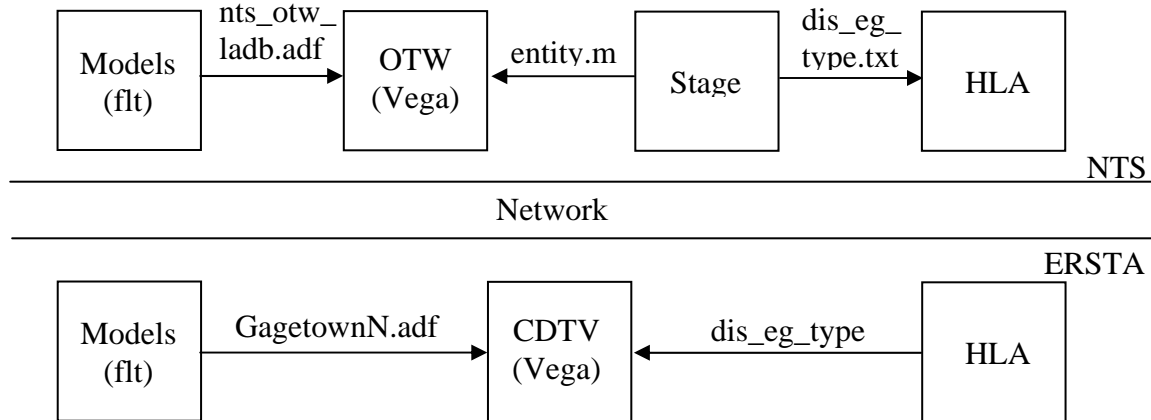 nts_otw_
ladb.adf
dis_eg_
type.txt
Models
(flt)
OTW
(Vega)
entity.m
Stage
HLA
NTS
Network
ERSTA
Models
(flt)
GagetownN.adf
CDTV
(Vega)
dis_eg_type
HLA